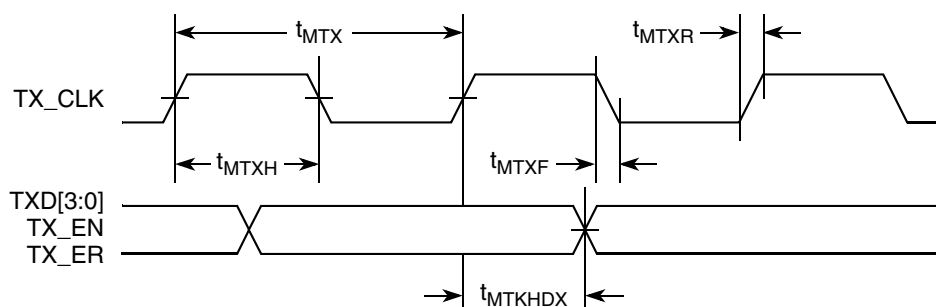 tMTX
tMTXR
TX_CLK
tMTXH
tMTXF
TXD[3:0]
TX_EN
TX_ER
tMTKHDX